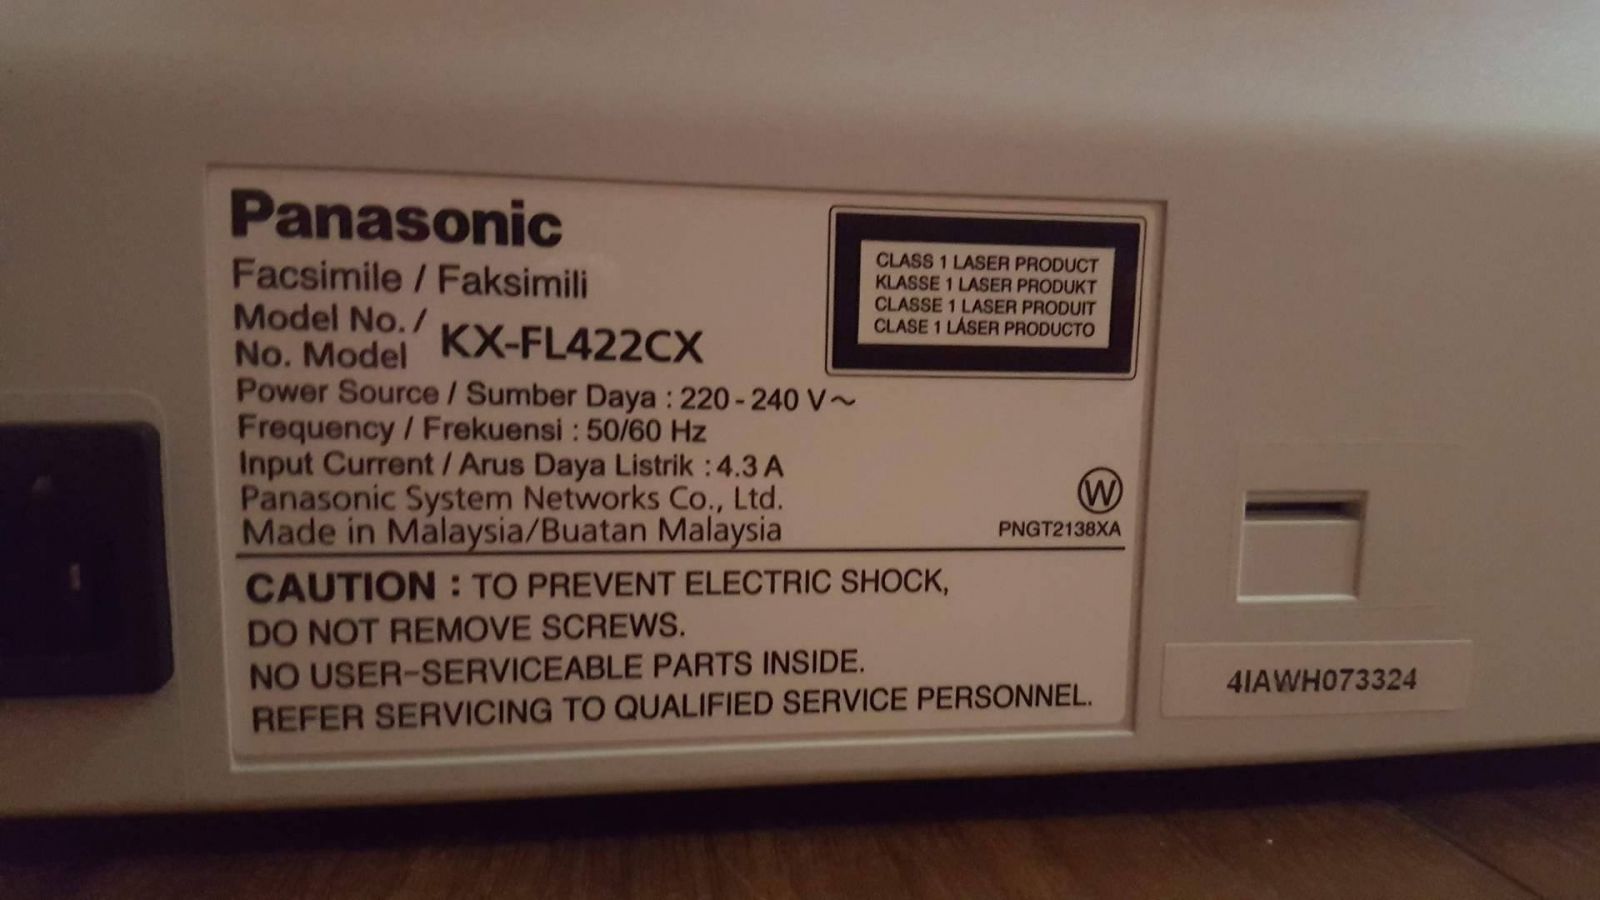 Panasonic
Facsimile / Faksimili
Model No. /
No. Model
KX-FL422CX
Power Source / Sumber Daya : 220 - 240 V～
Frequency / Frekuensi : 50/60 Hz
Input Current / Arus Daya Listrik : 4.3 A
Panasonic System Networks Co., Ltd.
Made in Malaysia/Buatan Malaysia
CLASS 1 LASER PRODUCT
KLASSE 1 LASER PRODUKT
CLASSE 1 LASER PRODUIT
CLASE 1 LÁSER PRODUCTO
W
PNGT2138XA
CAUTION : TO PREVENT ELECTRIC SHOCK,
DO NOT REMOVE SCREWS.
NO USER-SERVICEABLE PARTS INSIDE.
REFER SERVICING TO QUALIFIED SERVICE PERSONNEL.
4IAWH073324